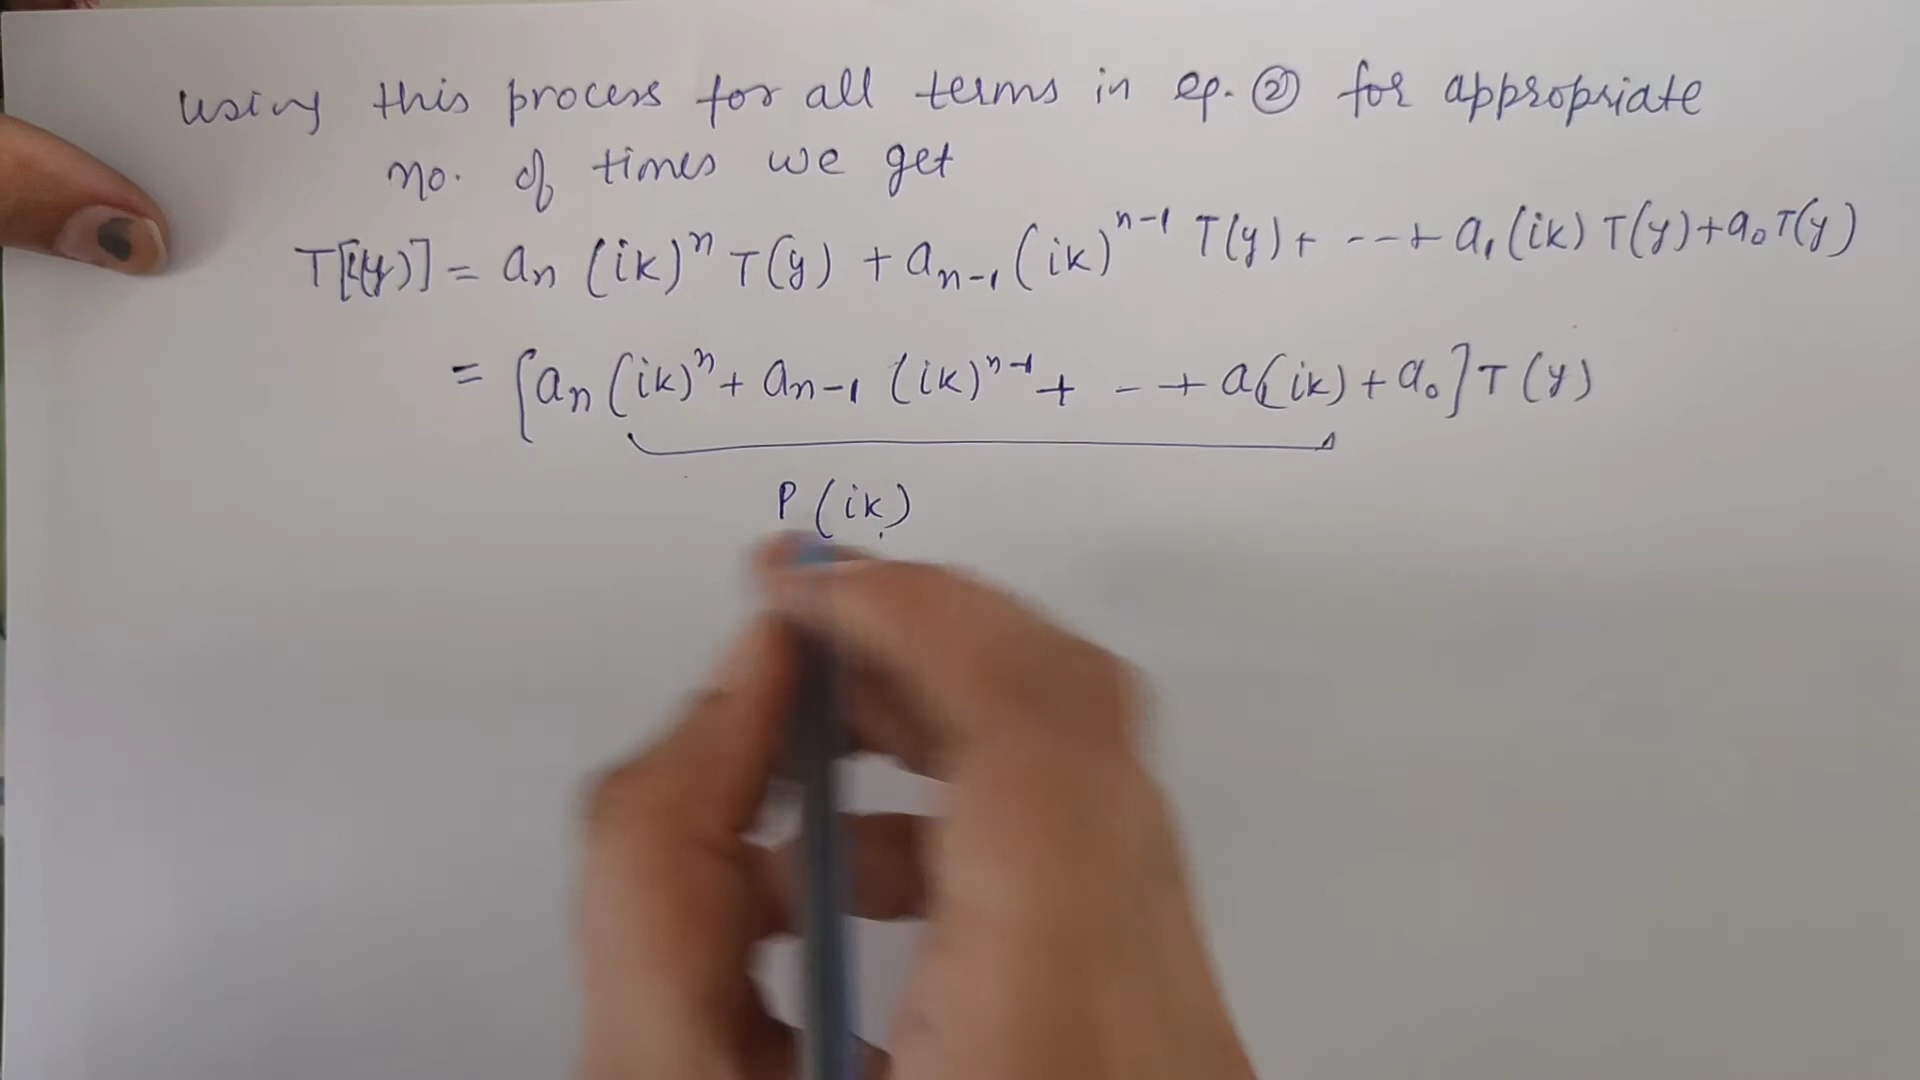 using this process for all terms in eq. ② for appropriate
no. of times we get
T[L(y)] = aₙ (ik)ⁿ T(y) + aₙ₋₁ (ik)ⁿ⁻¹ T(y) + --+ a₁ (ik) T(y) + a₀ T(y)
= [aₙ (ik)ⁿ + aₙ₋₁ (ik)ⁿ⁻¹ + -- + a₁(ik) + a₀] T(y)
P(ik)